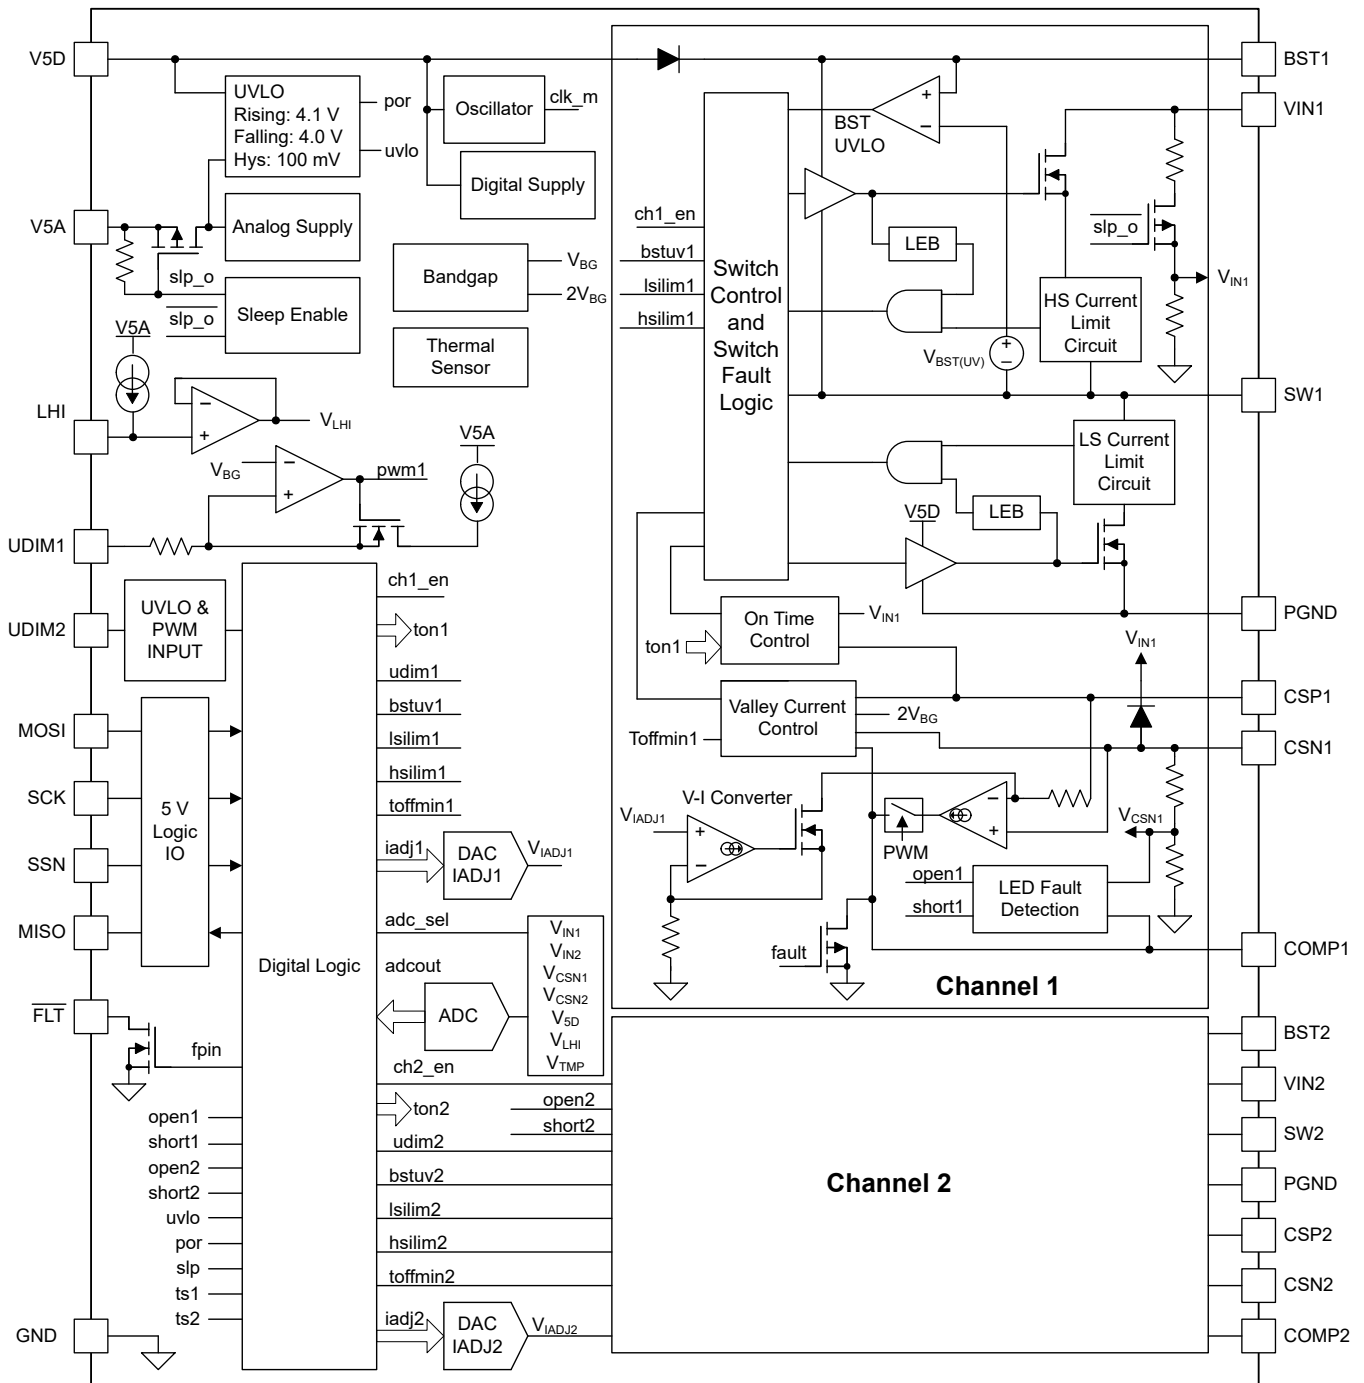 V5D
UVLO
Rising: 4.1 V
Falling: 4.0 V
Hys: 100 mV
por
uvlo
Oscillator
clk_m
Digital Supply
V5A
Analog Supply
slp_o
slp_o
Sleep Enable
Bandgap
VBG
2VBG
Thermal
Sensor
V5A
LHI
VLHI
VBG
pwm1
V5A
UDIM1
UDIM2
UVLO &
PWM
INPUT
MOSI
SCK
SSN
MISO
5 V
Logic
IO
FLT
fpin
open1
short1
open2
short2
uvlo
por
slp
ts1
ts2
GND
Digital Logic
ch1_en
ton1
udim1
bstuv1
lsilim1
hsilim1
toffmin1
iadj1
DAC
IADJ1
VIADJ1
adc_sel
adcout
ADC
VIN1
VIN2
VCSN1
VCSN2
V5D
VLHI
VTMP
ch2_en
ton2
udim2
bstuv2
lsilim2
hsilim2
toffmin2
iadj2
DAC
IADJ2
VIADJ2
open2
short2
ch1_en
bstuv1
lsilim1
hsilim1
Switch
Control
and
Switch
Fault
Logic
BST
UVLO
LEB
VBST(UV)
HS Current
Limit
Circuit
slp_o
VIN1
LS Current
Limit
Circuit
LEB
V5D
On Time
Control
VIN1
ton1
Valley Current
Control
2VBG
Toffmin1
VIN1
V-I Converter
VIADJ1
PWM
VCSN1
open1
short1
LED Fault
Detection
fault
Channel 1
Channel 2
BST1
VIN1
SW1
PGND
CSP1
CSN1
COMP1
BST2
VIN2
SW2
PGND
CSP2
CSN2
COMP2